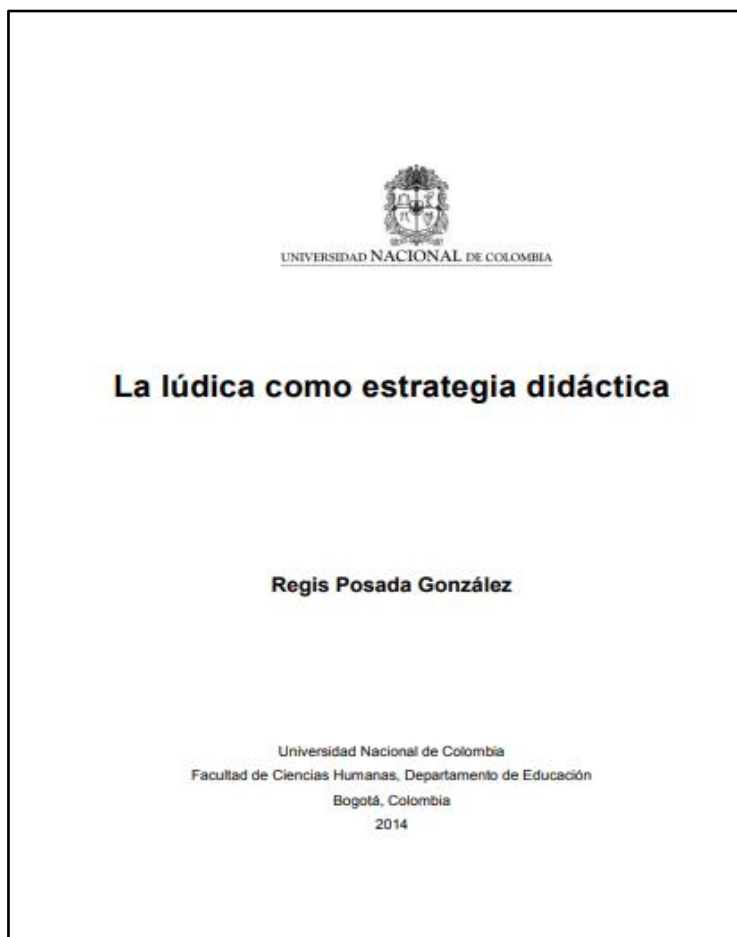 UNIVERSIDAD NACIONAL DE COLOMBIA
La lúdica como estrategia didáctica
Regis Posada González
Universidad Nacional de Colombia
Facultad de Ciencias Humanas, Departamento de Educación
Bogotá, Colombia
2014